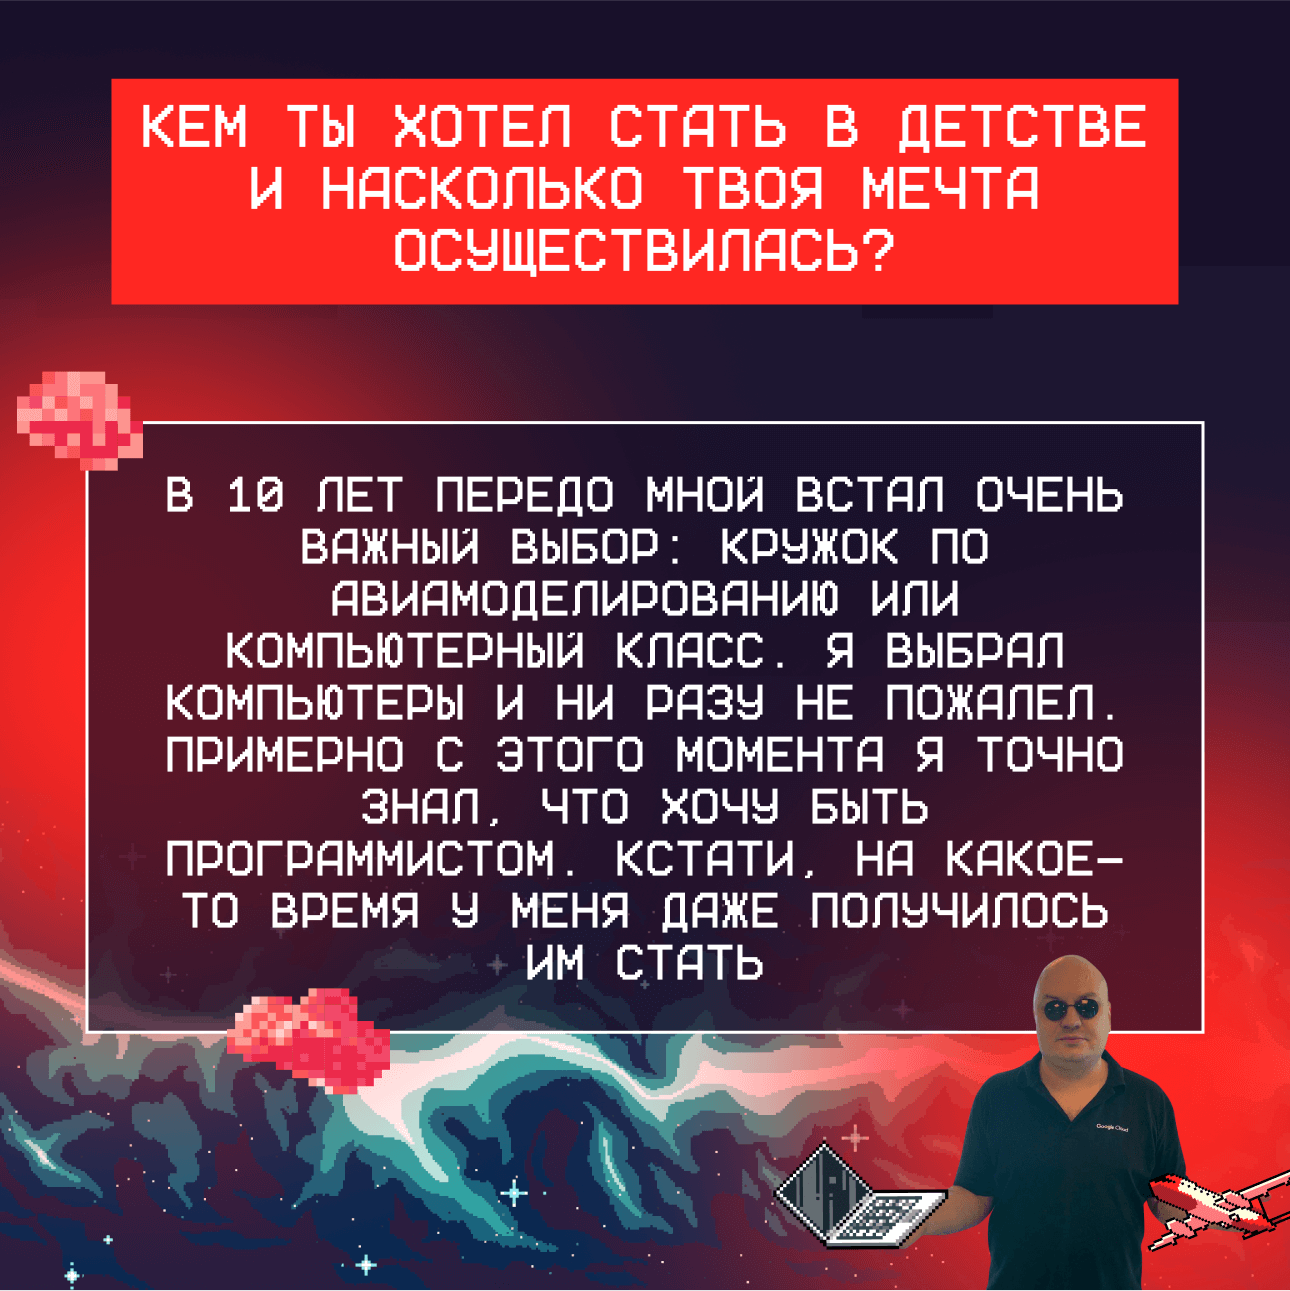 КЕМ ТЫ ХОТЕЛ СТАТЬ В ДЕТСТВЕ
И НАСКОЛЬКО ТВОЯ МЕЧТА
ОСУЩЕСТВИЛАСЬ?
В 10 ЛЕТ ПЕРЕДО МНОЙ ВСТАЛ ОЧЕНЬ
ВАЖНЫЙ ВЫБОР: КРУЖОК ПО
АВИАМОДЕЛИРОВАНИЮ ИЛИ
КОМПЬЮТЕРНЫЙ КЛАСС. Я ВЫБРАЛ
КОМПЬЮТЕРЫ И НИ РАЗУ НЕ ПОЖАЛЕЛ.
ПРИМЕРНО С ЭТОГО МОМЕНТА Я ТОЧНО
ЗНАЛ, ЧТО ХОЧУ БЫТЬ
ПРОГРАММИСТОМ. КСТАТИ, НА КАКОЕ-
ТО ВРЕМЯ У МЕНЯ ДАЖЕ ПОЛУЧИЛОСЬ
ИМ СТАТЬ
Google Cloud